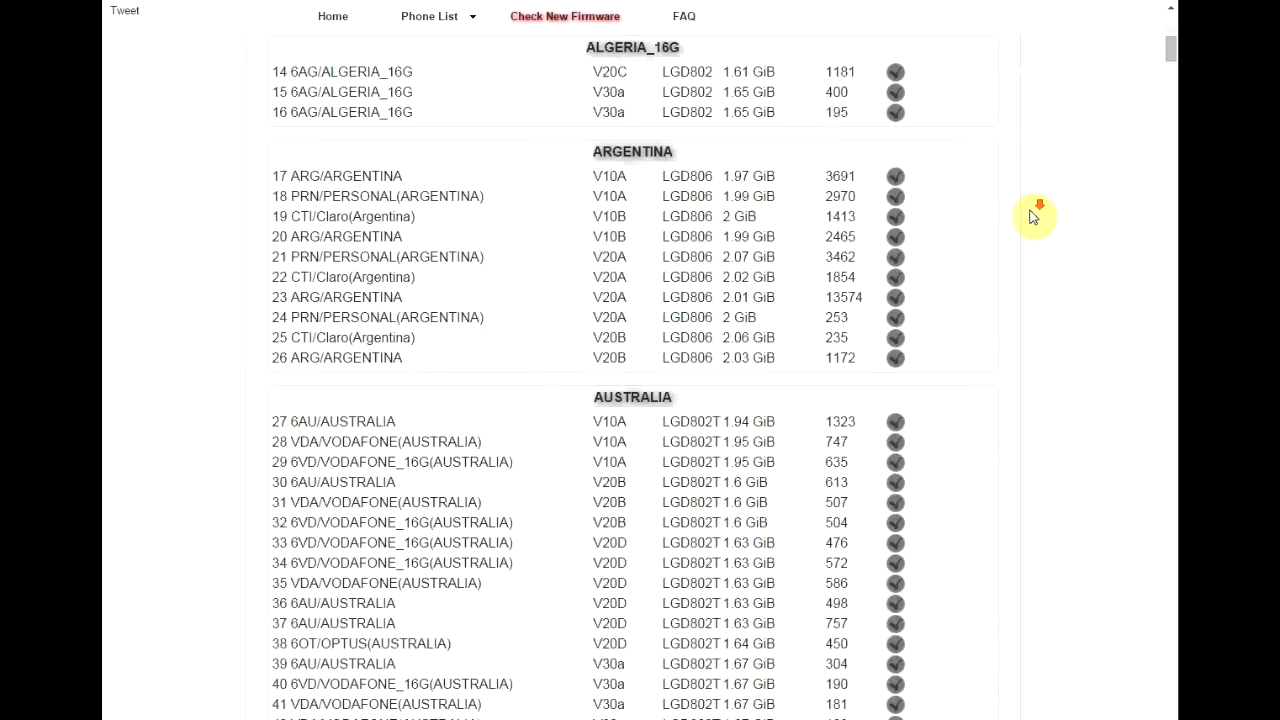 Tweet
Home Phone List Check New Firmware FAQ
ALGERIA_16G
14 6AG/ALGERIA_16G V20C LGD802 1.61 GiB 1181
15 6AG/ALGERIA_16G V30a LGD802 1.65 GiB 400
16 6AG/ALGERIA_16G V30a LGD802 1.65 GiB 195
ARGENTINA
17 ARG/ARGENTINA V10A LGD806 1.97 GiB 3691
18 PRN/PERSONAL(ARGENTINA) V10A LGD806 1.99 GiB 2970
19 CTI/Claro(Argentina) V10B LGD806 2 GiB 1413
20 ARG/ARGENTINA V10B LGD806 1.99 GiB 2465
21 PRN/PERSONAL(ARGENTINA) V20A LGD806 2.07 GiB 3462
22 CTI/Claro(Argentina) V20A LGD806 2.02 GiB 1854
23 ARG/ARGENTINA V20A LGD806 2.01 GiB 13574
24 PRN/PERSONAL(ARGENTINA) V20A LGD806 2 GiB 253
25 CTI/Claro(Argentina) V20B LGD806 2.06 GiB 235
26 ARG/ARGENTINA V20B LGD806 2.03 GiB 1172
AUSTRALIA
27 6AU/AUSTRALIA V10A LGD802T 1.94 GiB 1323
28 VDA/VODAFONE(AUSTRALIA) V10A LGD802T 1.95 GiB 747
29 6VD/VODAFONE_16G(AUSTRALIA) V10A LGD802T 1.95 GiB 635
30 6AU/AUSTRALIA V20B LGD802T 1.6 GiB 613
31 VDA/VODAFONE(AUSTRALIA) V20B LGD802T 1.6 GiB 507
32 6VD/VODAFONE_16G(AUSTRALIA) V20B LGD802T 1.6 GiB 504
33 6VD/VODAFONE_16G(AUSTRALIA) V20D LGD802T 1.63 GiB 476
34 6VD/VODAFONE_16G(AUSTRALIA) V20D LGD802T 1.63 GiB 572
35 VDA/VODAFONE(AUSTRALIA) V20D LGD802T 1.63 GiB 586
36 6AU/AUSTRALIA V20D LGD802T 1.63 GiB 498
37 6AU/AUSTRALIA V20D LGD802T 1.63 GiB 757
38 6OT/OPTUS(AUSTRALIA) V20D LGD802T 1.64 GiB 450
39 6AU/AUSTRALIA V30a LGD802T 1.67 GiB 304
40 6VD/VODAFONE_16G(AUSTRALIA) V30a LGD802T 1.67 GiB 190
41 VDA/VODAFONE(AUSTRALIA) V30a LGD802T 1.67 GiB 181